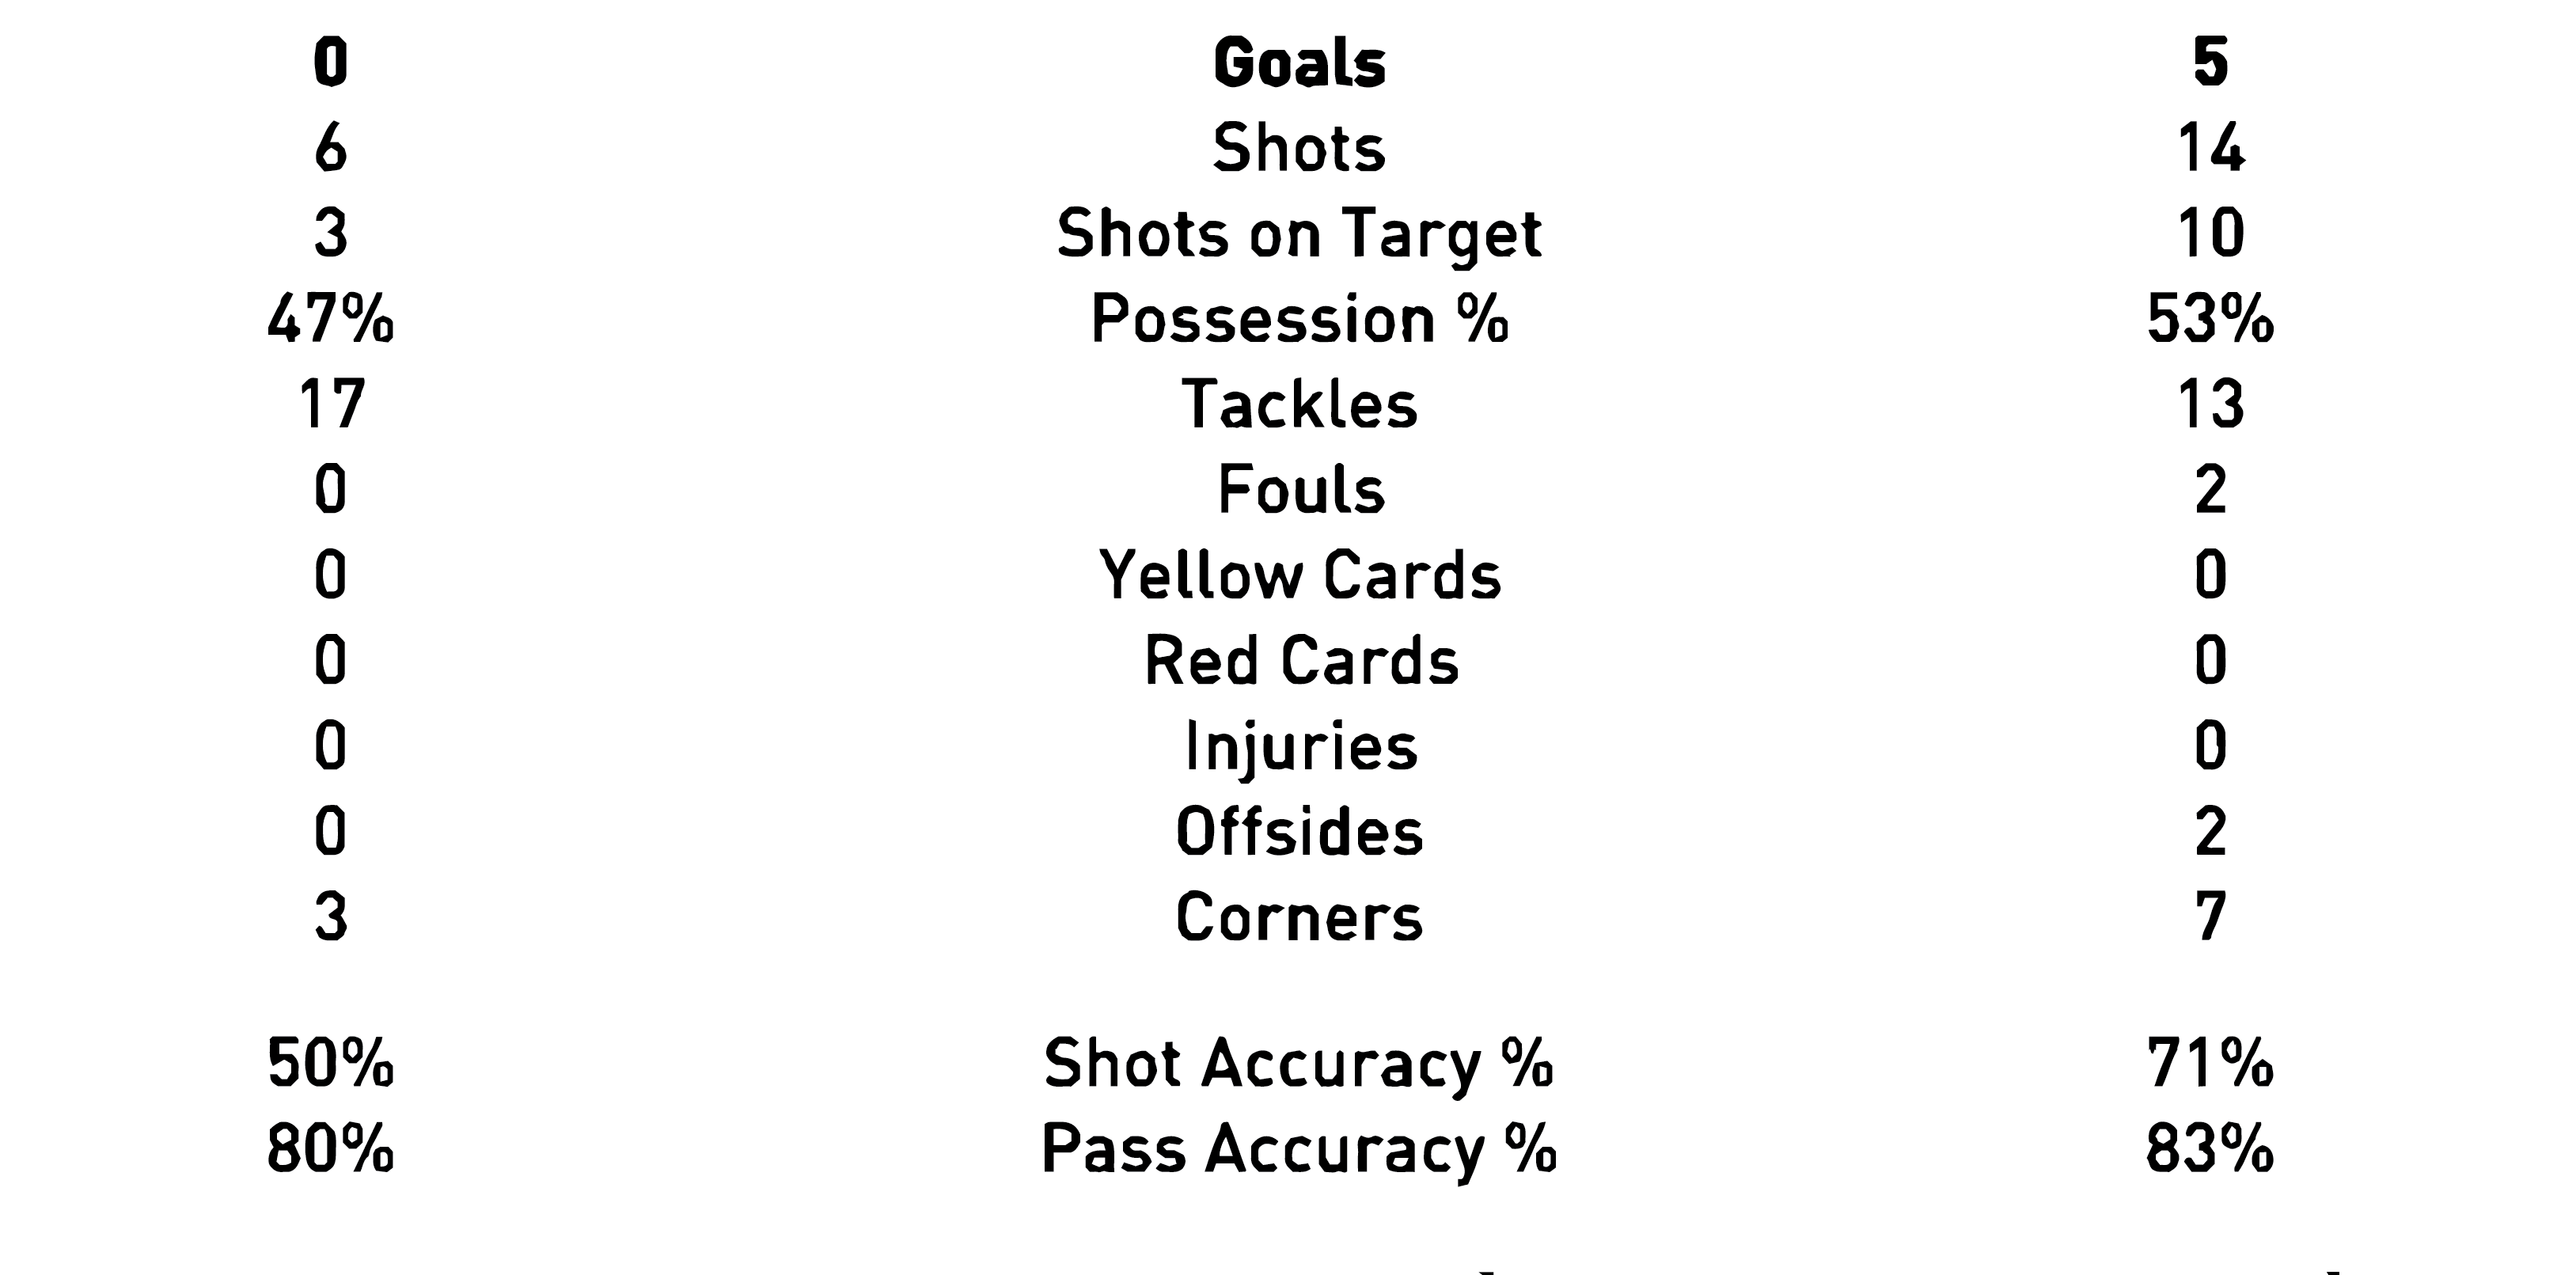 0 Goals 5
6 Shots 14
3 Shots on Target 10
47% Possession % 53%
17 Tackles 13
0 Fouls 2
0 Yellow Cards 0
0 Red Cards 0
0 Injuries 0
0 Offsides 2
3 Corners 7
50% Shot Accuracy % 71%
80% Pass Accuracy % 83%